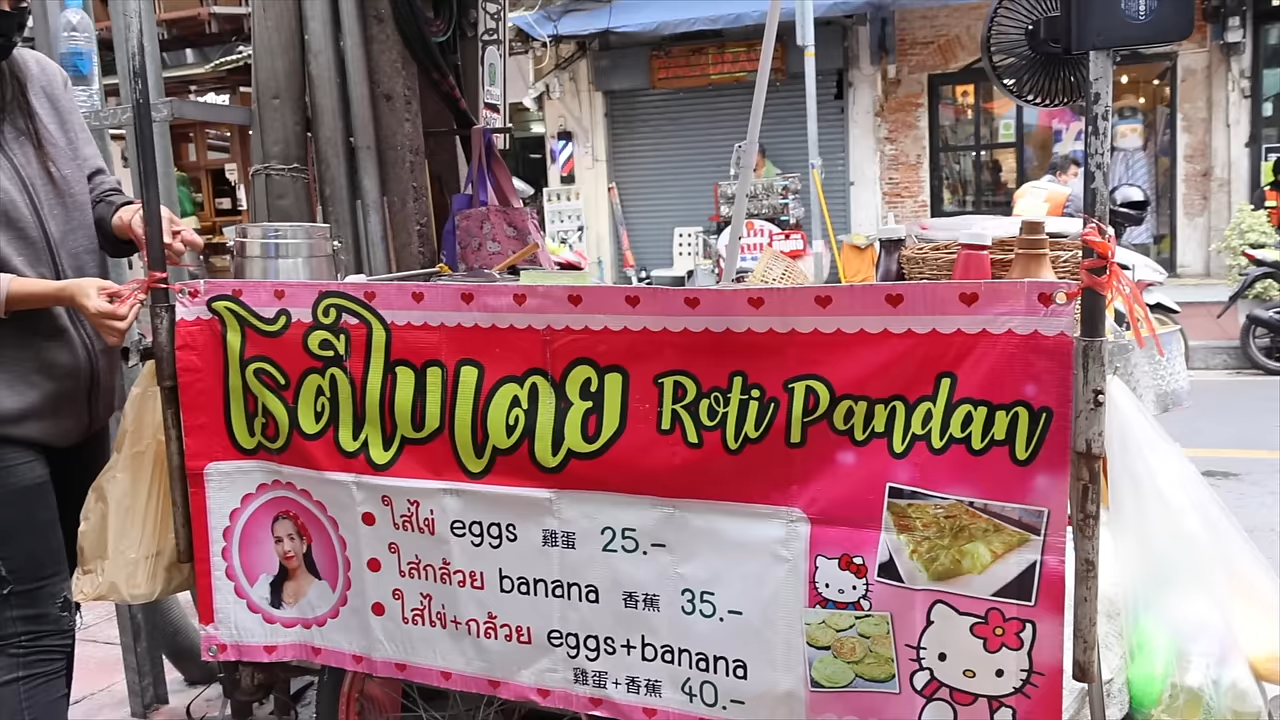 โรตีใบเตย Roti Pandan
ใส่ไข่ eggs 雞蛋 25.-
ใส่กล้วย banana 香蕉 35.-
ใส่ไข่+กล้วย eggs+banana
雞蛋+香蕉 40.-